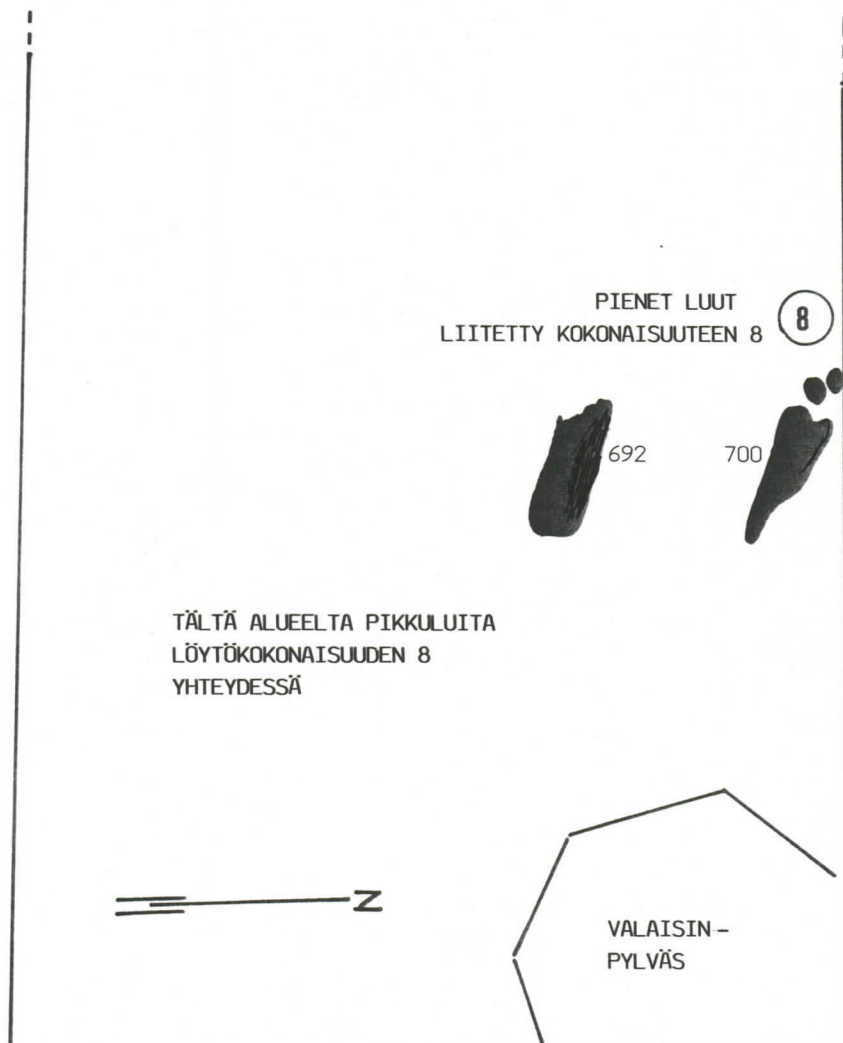 PIENET LUUT
LIITETTY KOKONAISUUTEEN 8
8
692
700
TÄLTÄ ALUEELTA PIKKULUITA
LÖYTÖKOKONAISUUDEN 8
YHTEYDESSÄ
N
VALAISIN-
PYLVÄS